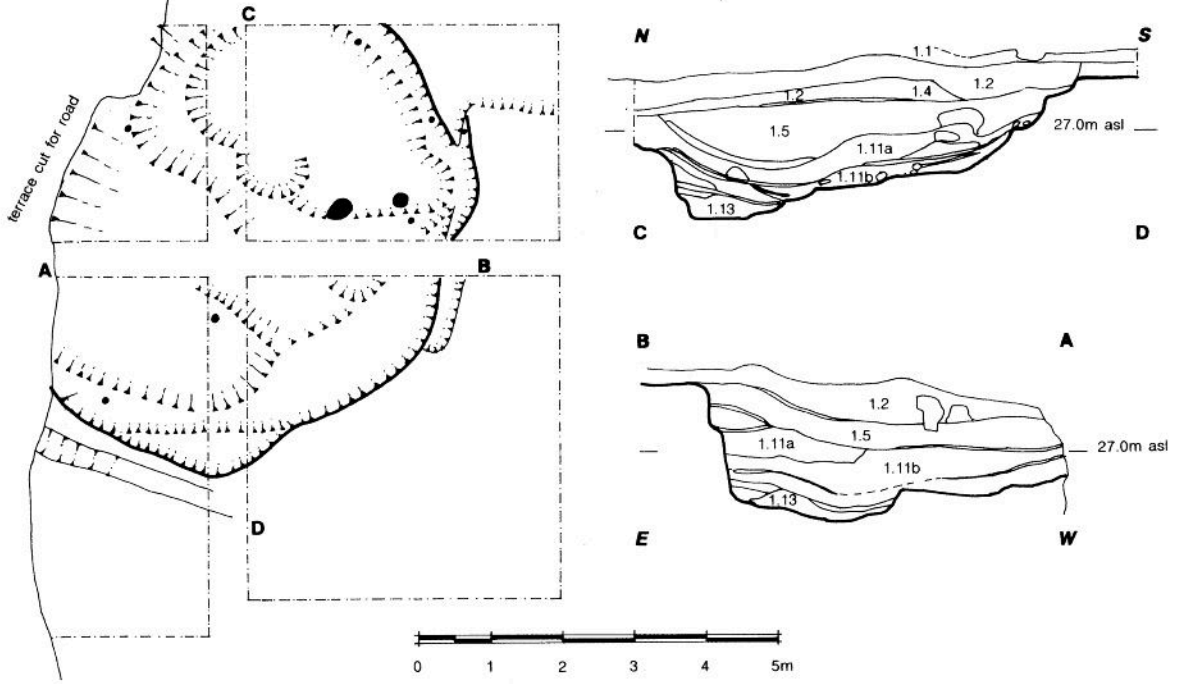 C
terrace cut for road
A
B
D
N
S
1.1
1.2
1.2
1.4
1.5
27.0m asl
1.11a
1.11b
1.13
C
D
B
A
1.2
1.5
1.11a
27.0m asl
1.11b
1.13
E
W
0 1 2 3 4 5m